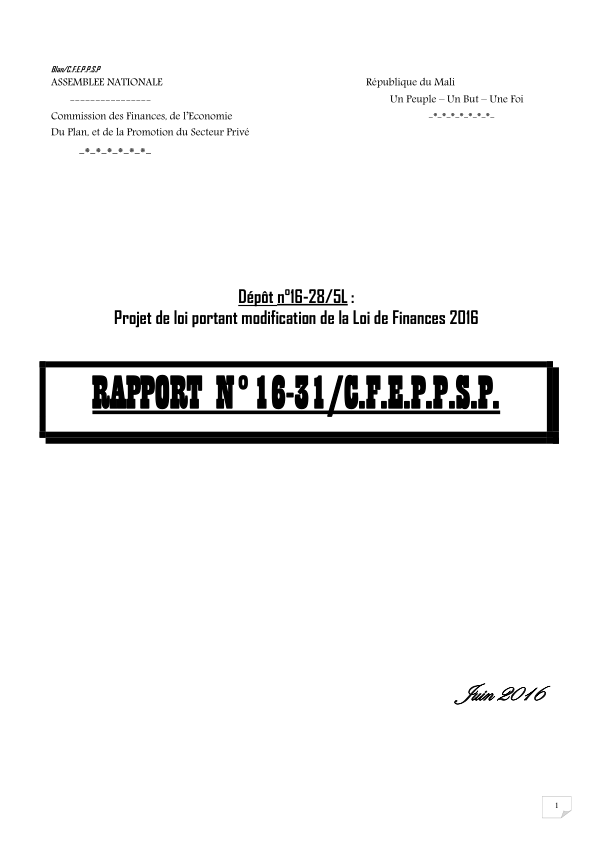 Blan/C.F.E.P.P.S.P
ASSEMBLEE NATIONALE
----------------
Commission des Finances, de l'Economie
Du Plan, et de la Promotion du Secteur Privé
_*_*_*_*_*_*_
République du Mali
Un Peuple – Un But – Une Foi
_*_*_*_*_*_*_*_
Dépôt n°16-28/5L :
Projet de loi portant modification de la Loi de Finances 2016
RAPPORT N° 16-31/C.F.E.P.P.S.P.
Juin 2016
1